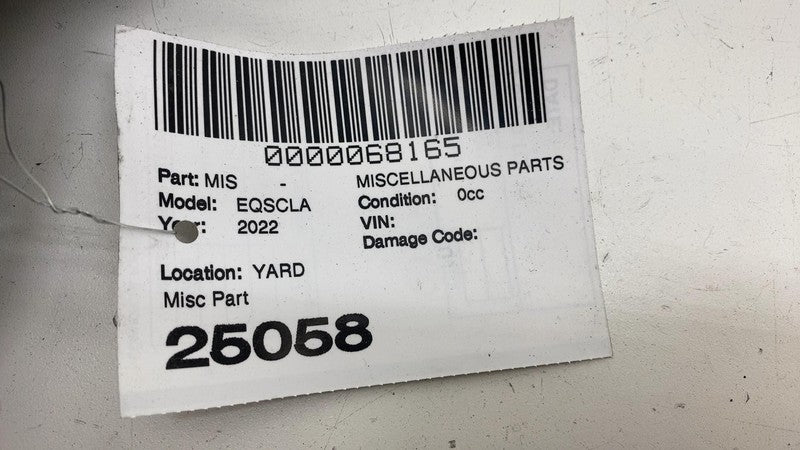 0000068165
Part: MIS - MISCELLANEOUS PARTS
Model: EQSCLA Condition: 0cc
Year: 2022 VIN:
Damage Code:
Location: YARD
Misc Part
25058